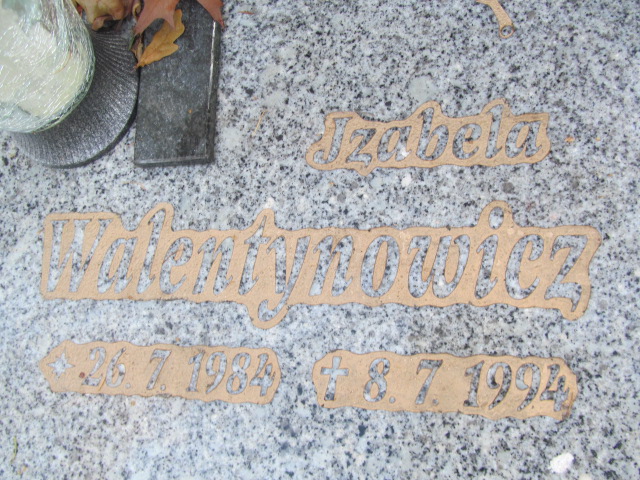 Izabela
Walentynowicz
26. 7. 1984 8. 7 1994